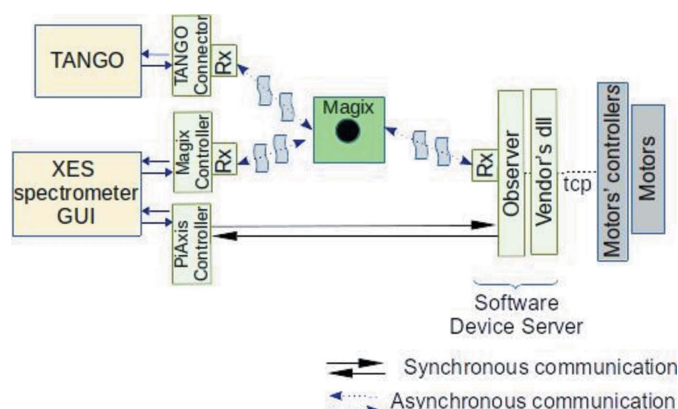 TANGO
TANGO
Connector
Rx
Magix
Magix
Controller
Rx
XES
spectrometer
GUI
PiAxis
Controller
Rx
Observer
Vendor's dll
tcp
Motors' controllers
Motors
Software
Device Server
Synchronous communication
Asynchronous communication